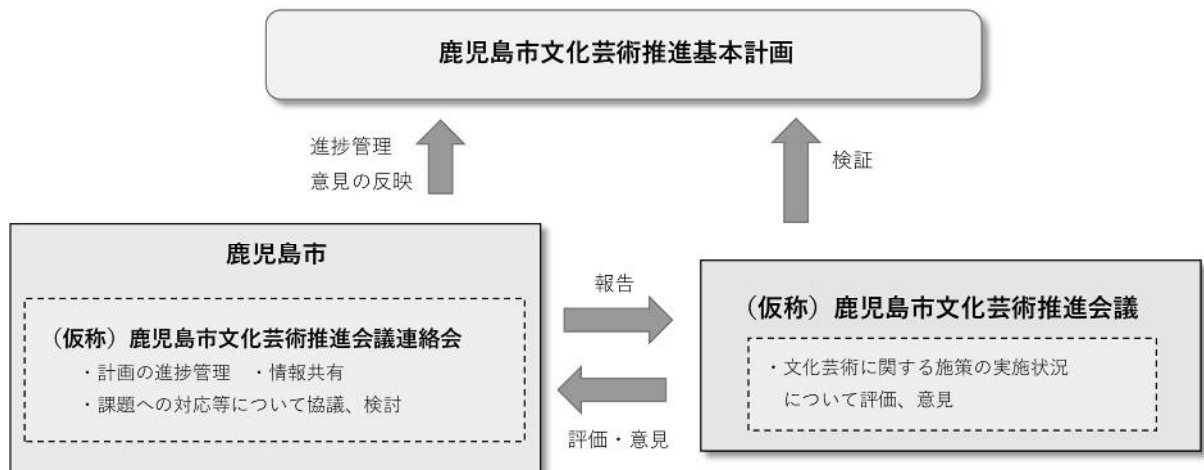 鹿児島市文化芸術推進基本計画
進捗管理
意見の反映
検証
鹿児島市
（仮称）鹿児島市文化芸術推進会議連絡会
・計画の進捗管理　・情報共有
・課題への対応等について協議、検討
報告
評価・意見
（仮称）鹿児島市文化芸術推進会議
・文化芸術に関する施策の実施状況
について評価、意見